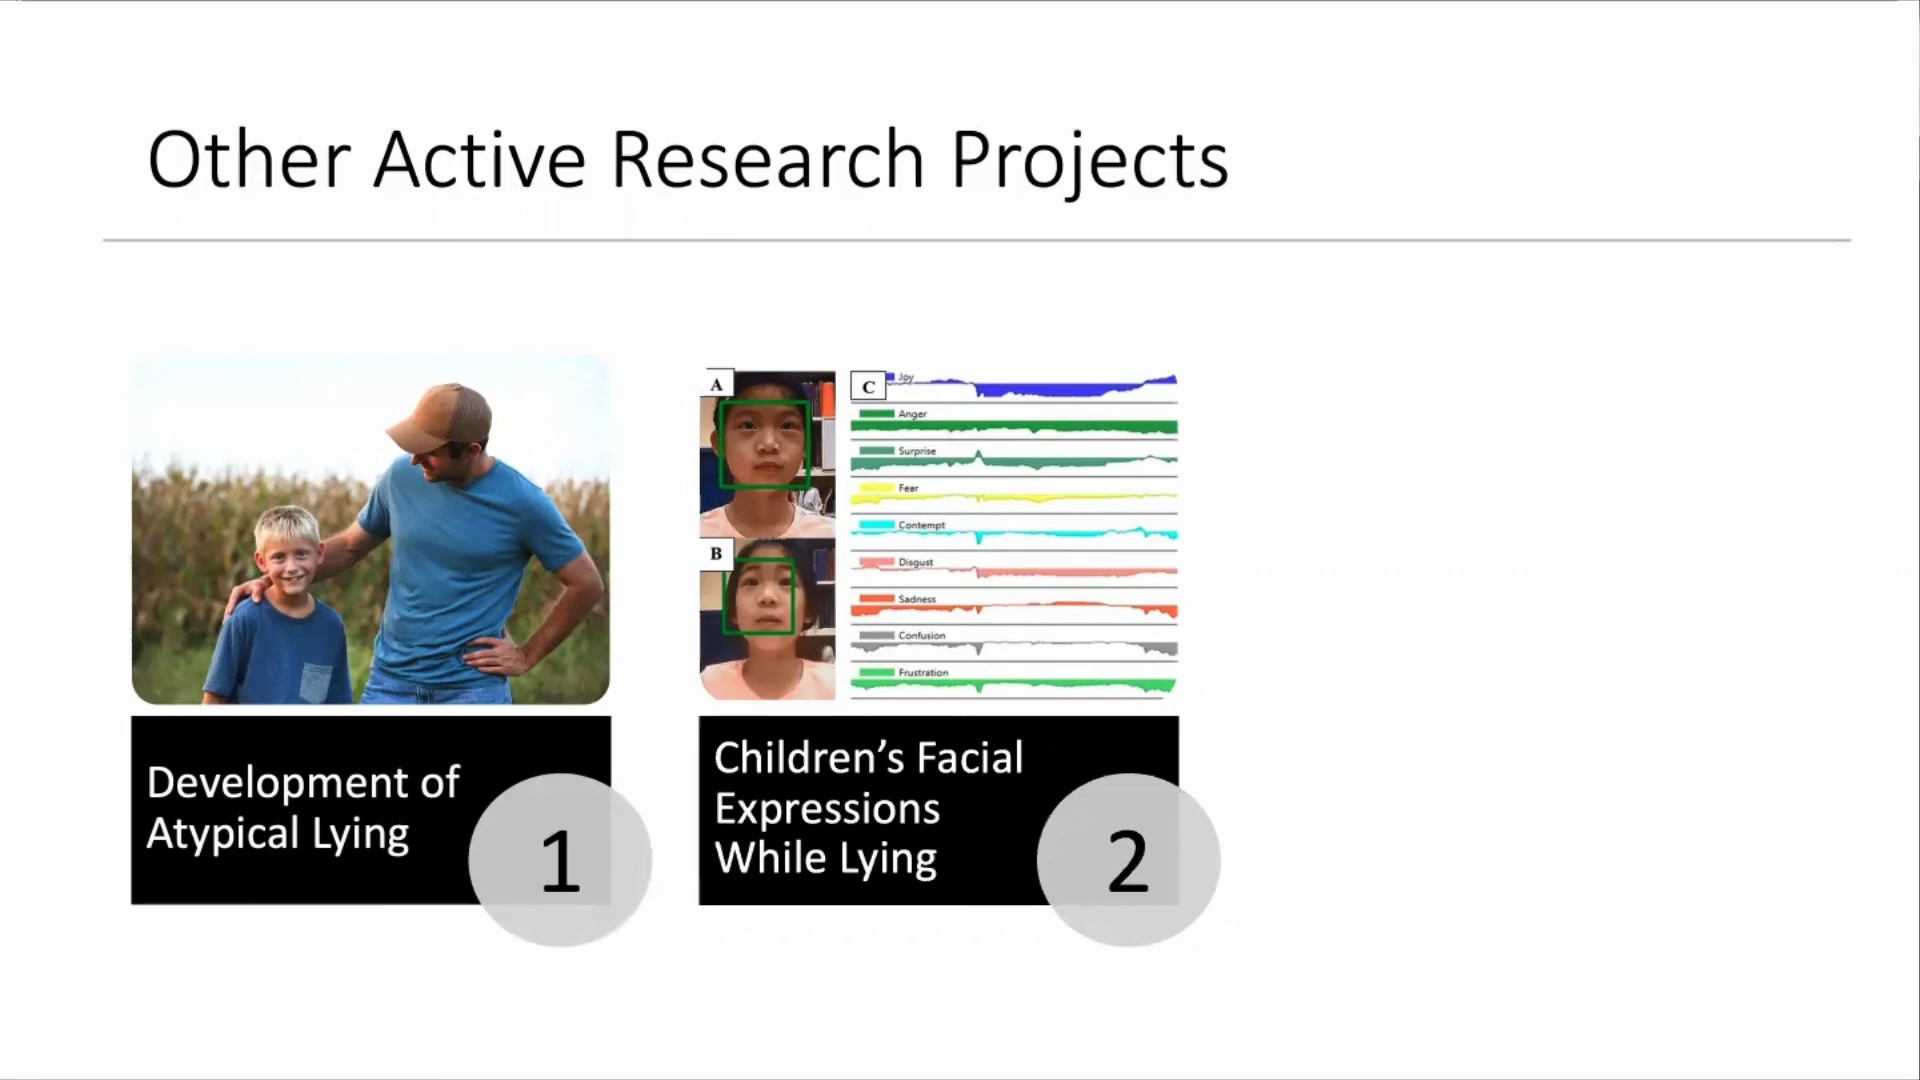 Other Active Research Projects
A
B
C
Joy
Anger
Surprise
Fear
Contempt
Disgust
Sadness
Confusion
Frustration
Development of
Atypical Lying
1
Children’s Facial
Expressions
While Lying
2